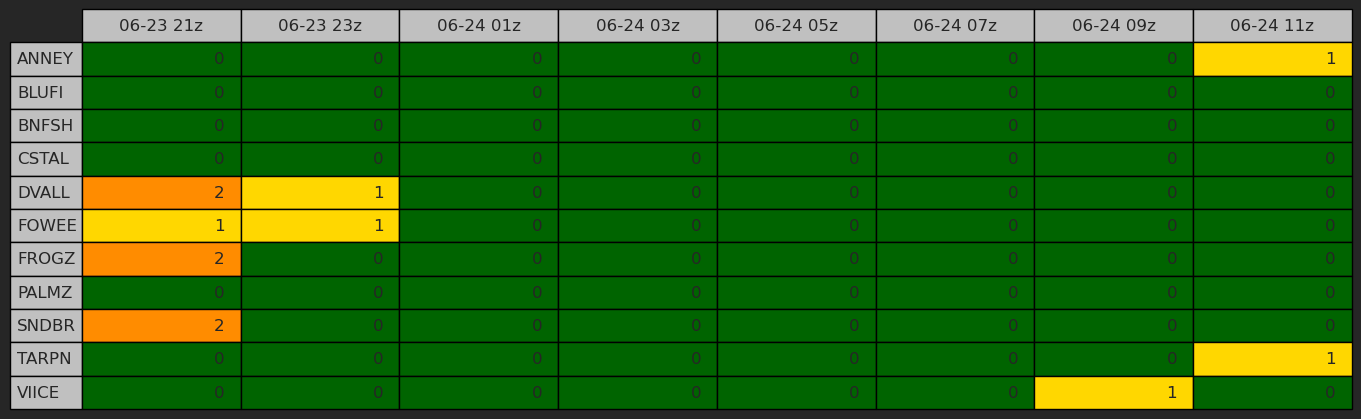 06-23 21z 06-23 23z 06-24 01z 06-24 03z 06-24 05z 06-24 07z 06-24 09z 06-24 11z
ANNEY 0 0 0 0 0 0 0 1
BLUFI 0 0 0 0 0 0 0 0
BNFSH 0 0 0 0 0 0 0 0
CSTAL 0 0 0 0 0 0 0 0
DVALL 2 1 0 0 0 0 0 0
FOWEE 1 1 0 0 0 0 0 0
FROGZ 2 0 0 0 0 0 0 0
PALMZ 0 0 0 0 0 0 0 0
SNDBR 2 0 0 0 0 0 0 0
TARPN 0 0 0 0 0 0 0 1
VIICE 0 0 0 0 0 0 1 0